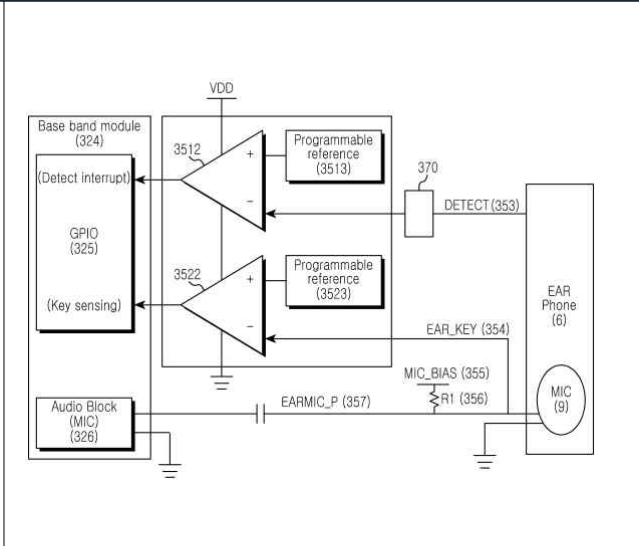 VDD
Base band module
(324)
3512
+
Programmable
reference
(3513)
370
(Detect interrupt)
−
DETECT(353)
GPIO
(325)
3522
+
Programmable
reference
(3523)
EAR
Phone
(6)
(Key sensing)
−
EAR_KEY (354)
MIC_BIAS (355)
Audio Block
(MIC)
(326)
EARMIC_P (357)
R1 (356)
MIC
(9)